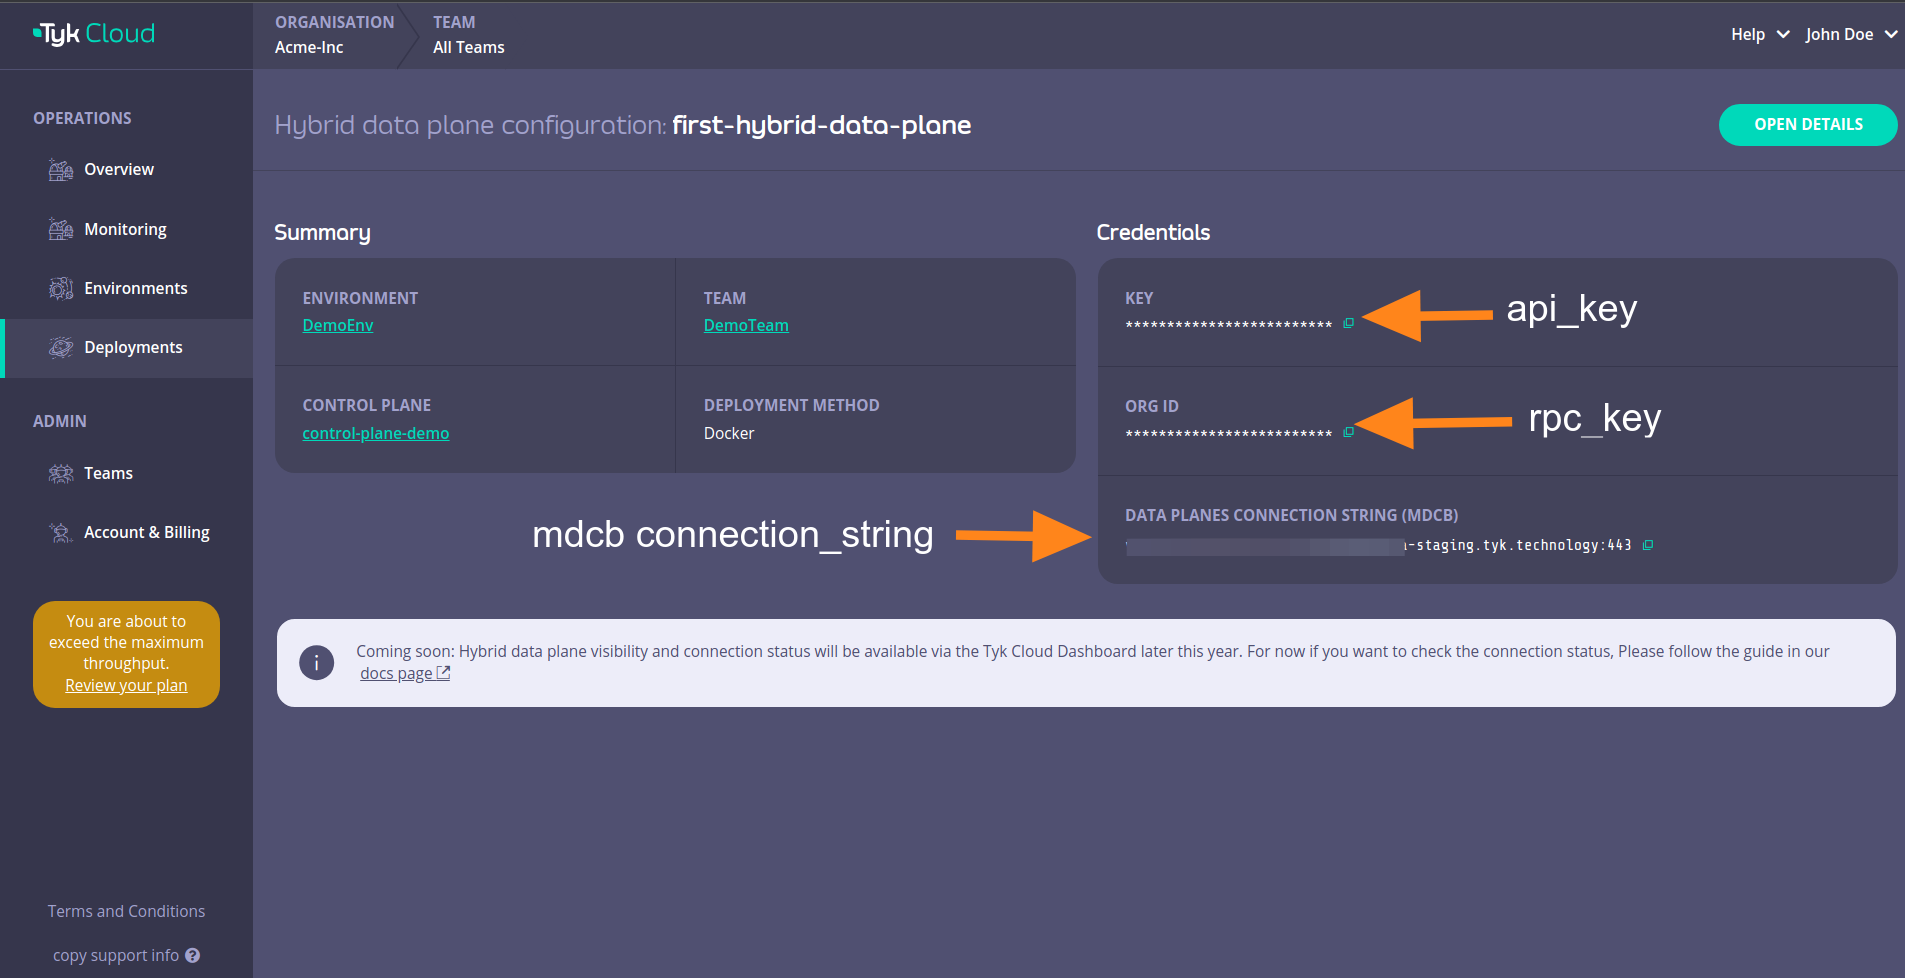 Tyk Cloud
ORGANISATION
Acme-Inc
TEAM
All Teams
Help
John Doe
OPERATIONS
Overview
Monitoring
Environments
Deployments
ADMIN
Teams
Account & Billing
You are about to
exceed the maximum
throughput.
Review your plan
Terms and Conditions
copy support info ?
Hybrid data plane configuration: first-hybrid-data-plane
OPEN DETAILS
Summary
ENVIRONMENT
DemoEnv
TEAM
DemoTeam
CONTROL PLANE
control-plane-demo
DEPLOYMENT METHOD
Docker
Credentials
KEY
*************************
api_key
ORG ID
*************************
rpc_key
mdcb connection_string
DATA PLANES CONNECTION STRING (MDCB)
-staging.tyk.technology:443
i
Coming soon: Hybrid data plane visibility and connection status will be available via the Tyk Cloud Dashboard later this year. For now if you want to check the connection status, Please follow the guide in our
docs page